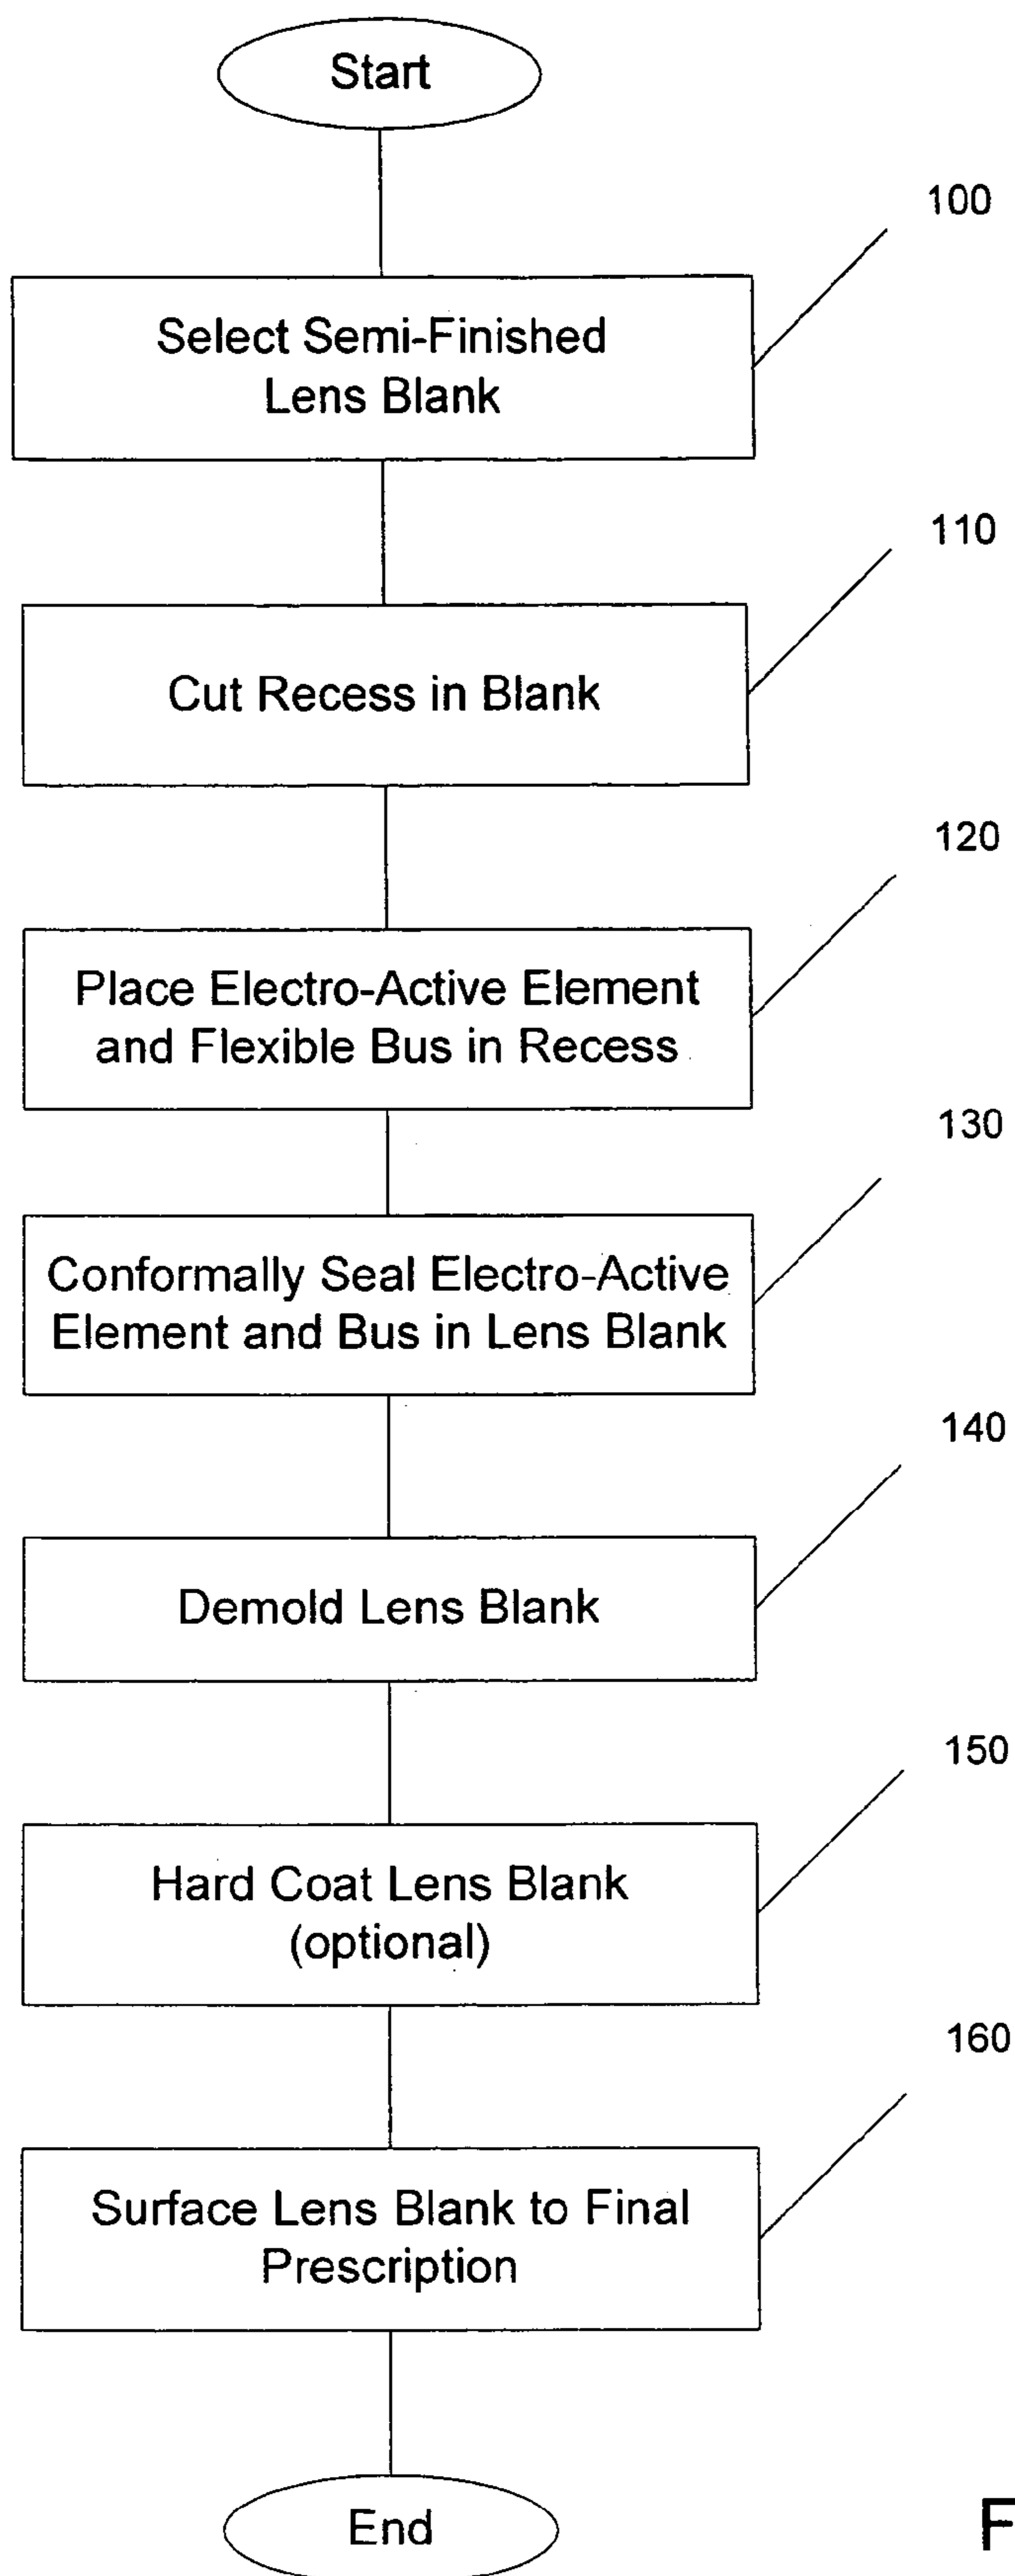 Start
100
Select Semi-Finished
Lens Blank
110
Cut Recess in Blank
120
Place Electro-Active Element
and Flexible Bus in Recess
130
Conformally Seal Electro-Active
Element and Bus in Lens Blank
140
Demold Lens Blank
150
Hard Coat Lens Blank
(optional)
160
Surface Lens Blank to Final
Prescription
End
F